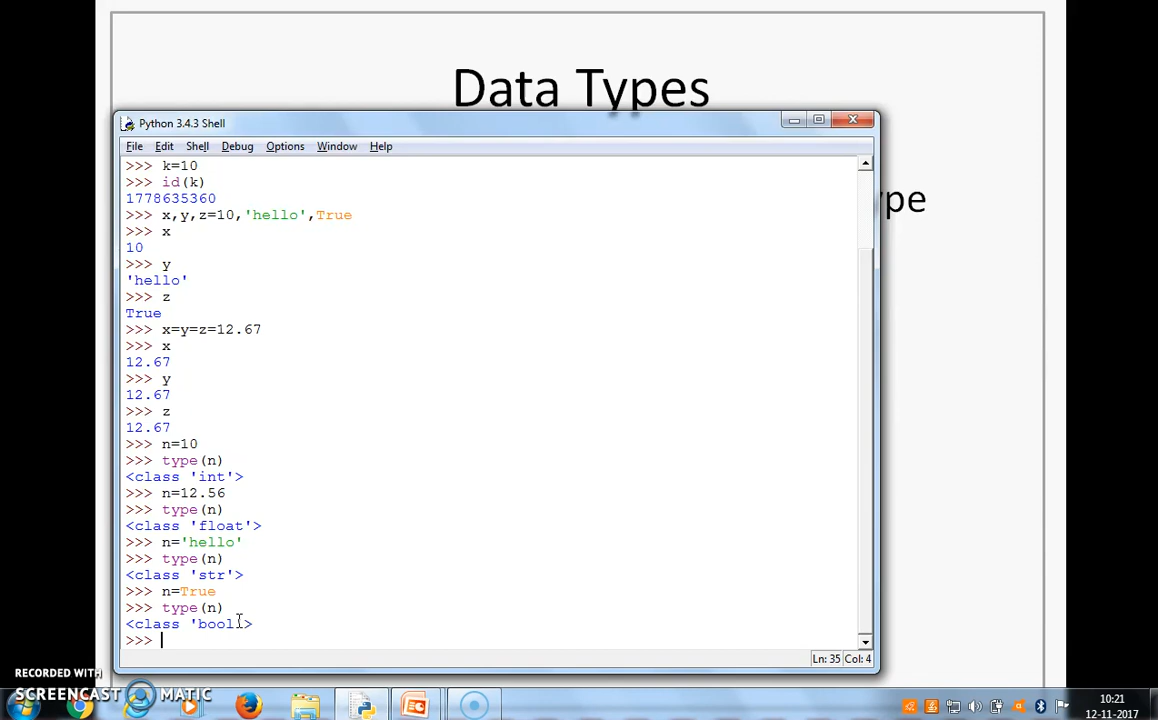 Data Types
Python 3.4.3 Shell
File Edit Shell Debug Options Window Help
>>> k=10
>>> id(k)
1778635360
>>> x,y,z=10,'hello',True
>>> x
10
>>> y
'hello'
>>> z
True
>>> x=y=z=12.67
>>> x
12.67
>>> y
12.67
>>> z
12.67
>>> n=10
>>> type(n)
<class 'int'>
>>> n=12.56
>>> type(n)
<class 'float'>
>>> n='hello'
>>> type(n)
<class 'str'>
>>> n=True
>>> type(n)
<class 'bool'>
>>>
ype
Ln: 35 Col: 4
RECORDED WITH
SCREENCAST MATIC
10:21
12-11-2017